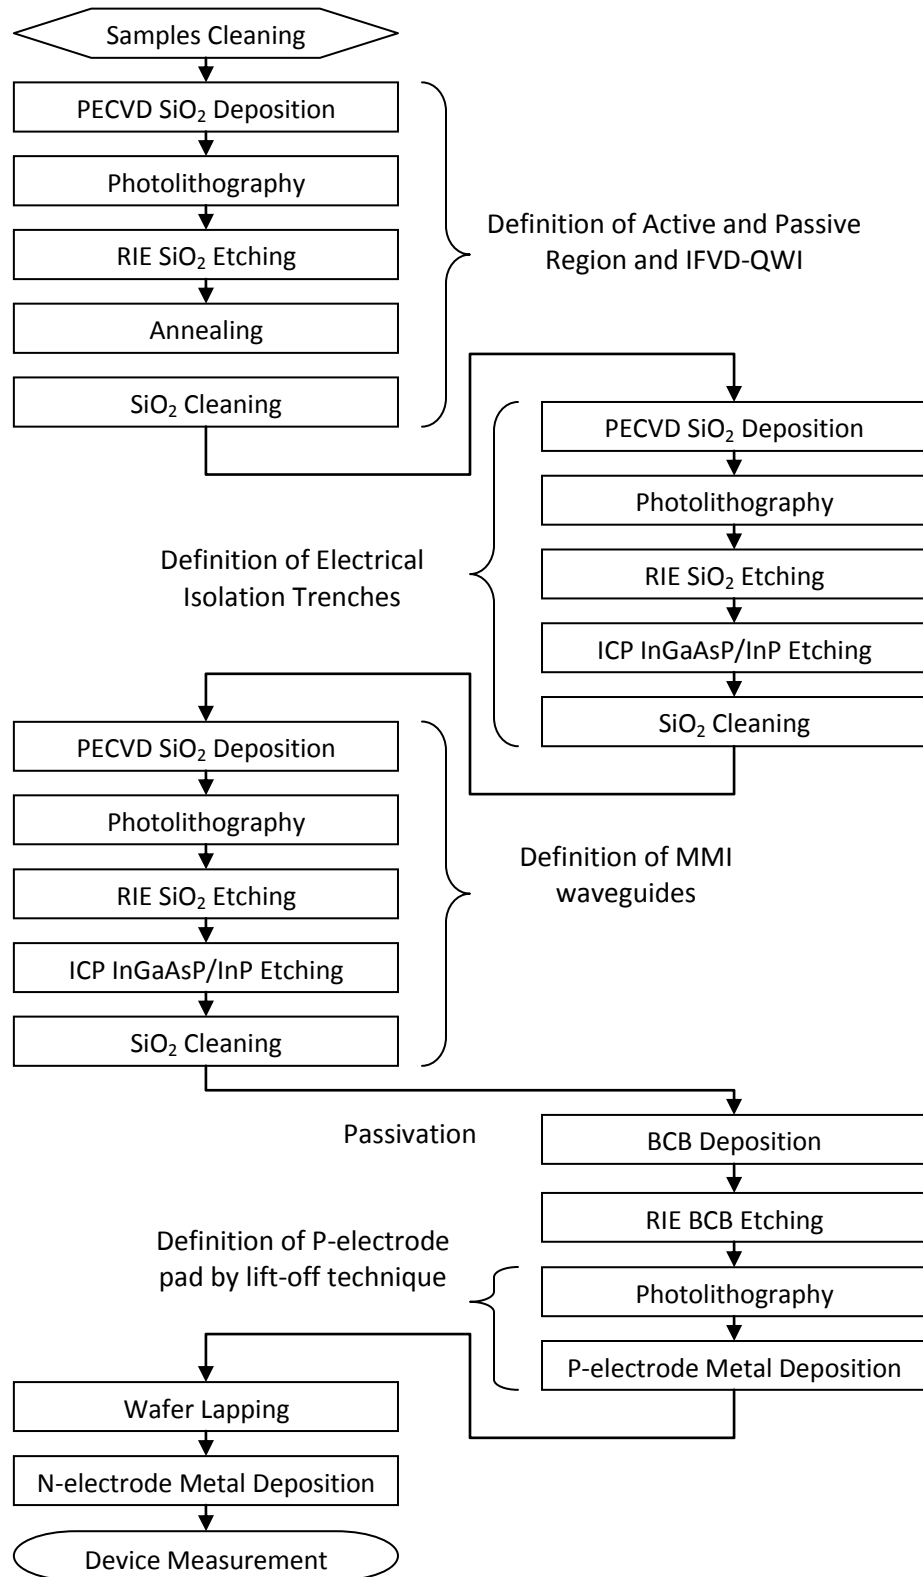 Samples Cleaning
PECVD SiO₂ Deposition
Photolithography
RIE SiO₂ Etching
Annealing
SiO₂ Cleaning
Definition of Active and Passive
Region and IFVD-QWI
PECVD SiO₂ Deposition
Photolithography
RIE SiO₂ Etching
ICP InGaAsP/InP Etching
SiO₂ Cleaning
Definition of Electrical
Isolation Trenches
PECVD SiO₂ Deposition
Photolithography
RIE SiO₂ Etching
ICP InGaAsP/InP Etching
SiO₂ Cleaning
Definition of MMI
waveguides
Passivation
BCB Deposition
RIE BCB Etching
Definition of P-electrode
pad by lift-off technique
Photolithography
P-electrode Metal Deposition
Wafer Lapping
N-electrode Metal Deposition
Device Measurement